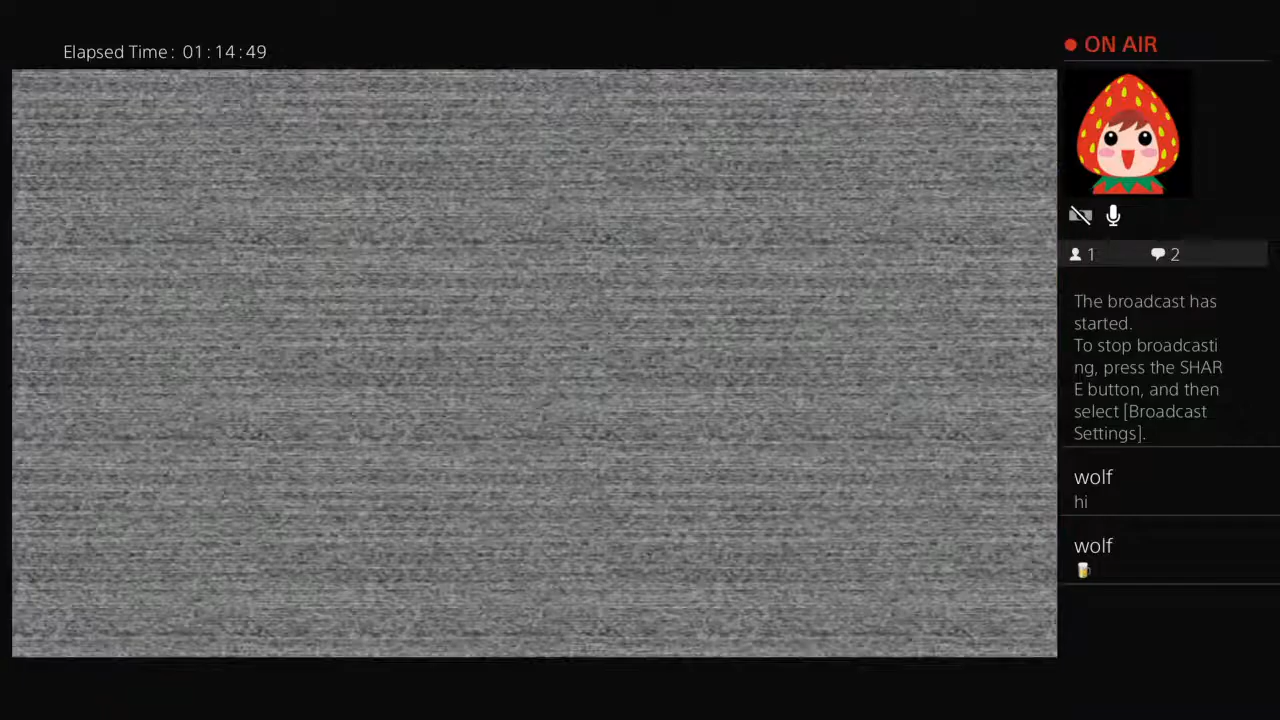 Elapsed Time: 01:14:49
ON AIR
1 2
The broadcast has
started.
To stop broadcasti
ng, press the SHAR
E button, and then
select [Broadcast
Settings].
wolf
hi
wolf